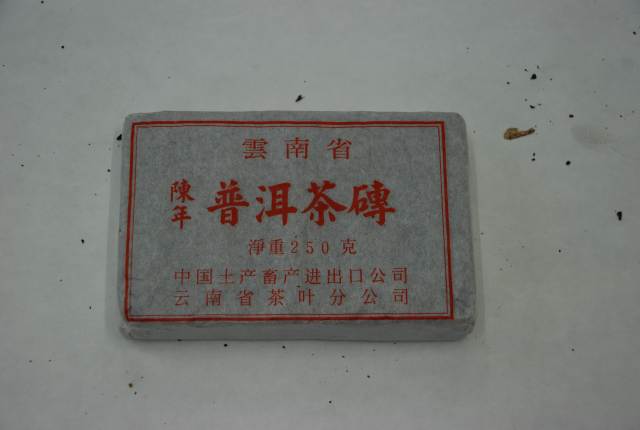 雲南省
陳年 普洱茶磚
淨重250克
中国土产畜产进出口公司
云南省茶叶分公司